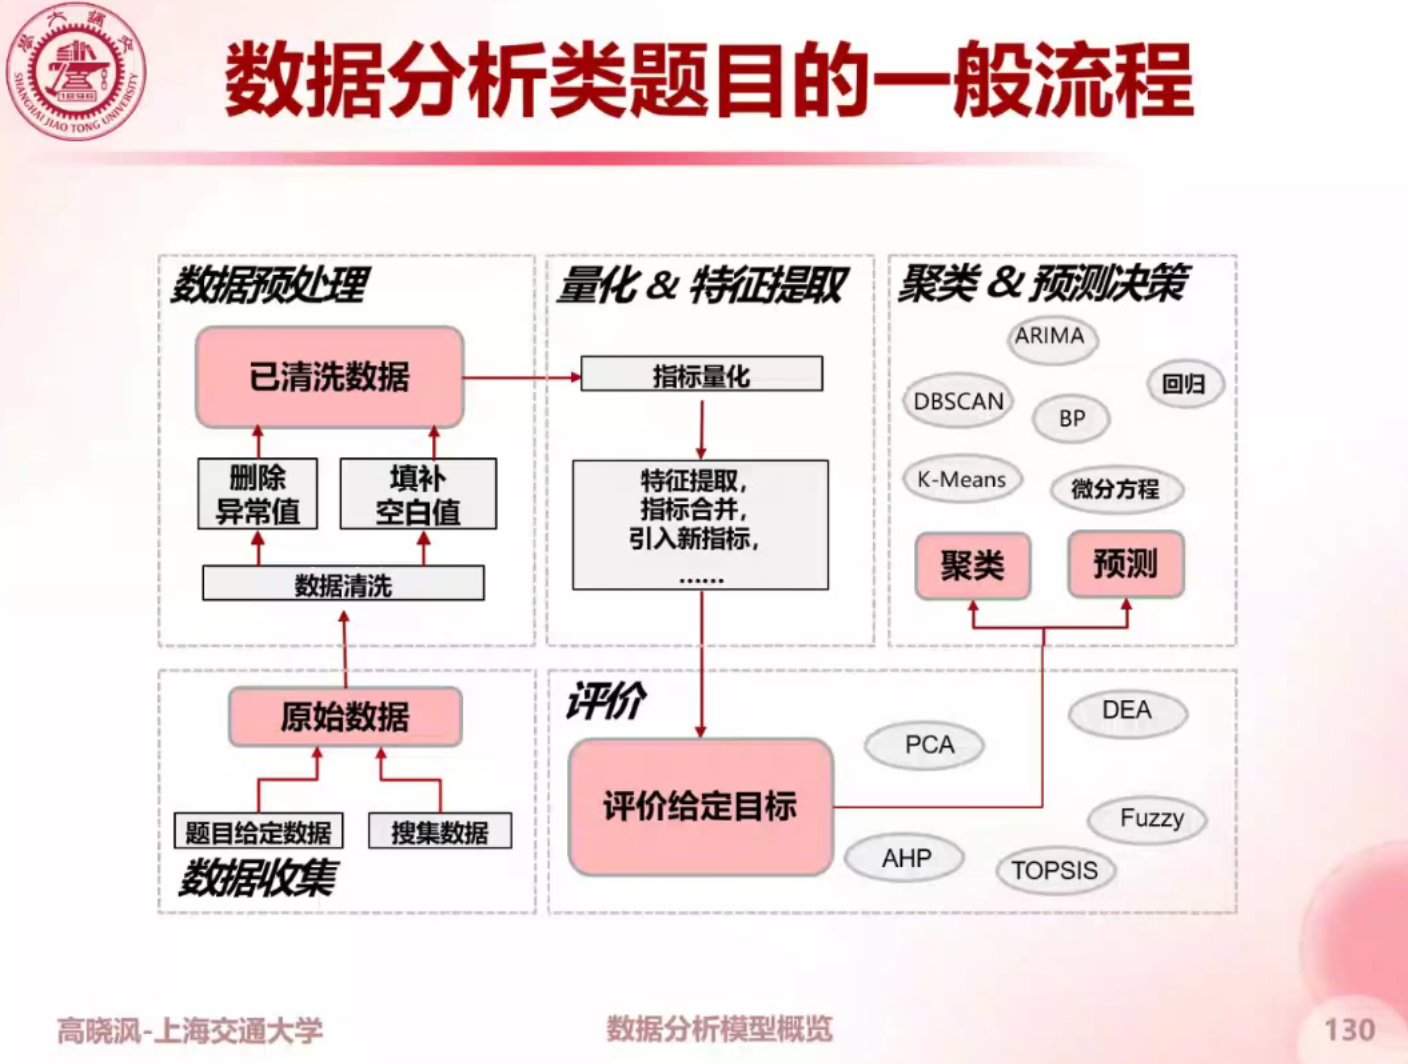 SHANGHAI JIAO TONG UNIVERSITY
1896
数据分析类题目的一般流程
数据预处理
已清洗数据
删除
异常值
填补
空白值
数据清洗
原始数据
题目给定数据
搜集数据
数据收集
量化 & 特征提取
指标量化
特征提取,
指标合并,
引入新指标,
......
聚类 & 预测决策
ARIMA
回归
DBSCAN
BP
K-Means
微分方程
聚类
预测
评价
评价给定目标
PCA
DEA
Fuzzy
AHP
TOPSIS
高晓沨-上海交通大学
数据分析模型概览
130